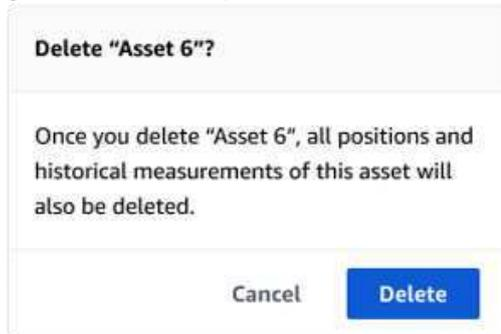 Delete “Asset 6”?
Once you delete “Asset 6”, all positions and
historical measurements of this asset will
also be deleted.
Cancel
Delete